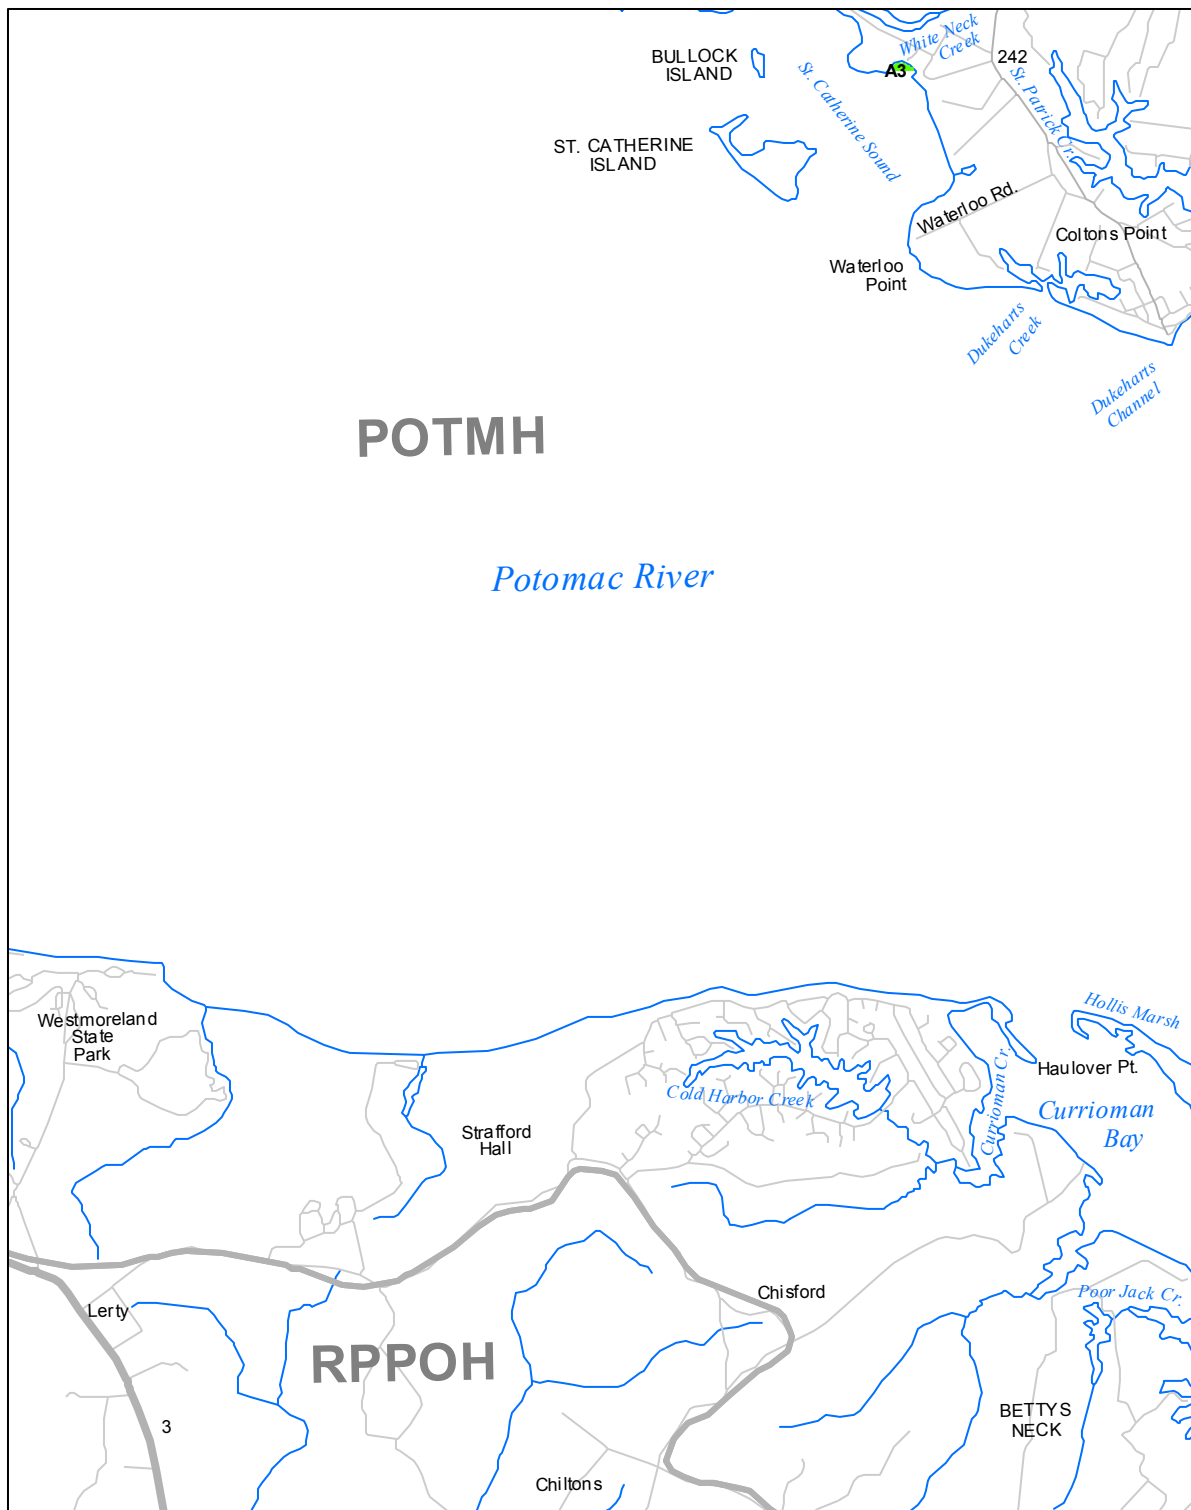 White Neck
Creek
242
BULLOCK
ISLAND
A3
St. Catherine Sound
St. Patrick Cr.
ST. CATHERINE
ISLAND
Waterloo Rd.
Coltons Point
Waterloo
Point
Dukeharts
Creek
Dukeharts
Channel
POTMH
Potomac River
Hollis Marsh
Westmoreland
State
Park
Haulover Pt.
Cold Harbor Creek
Currioman Cr.
Currioman
Bay
Strafford
Hall
Chisford
Poor Jack Cr.
Lerty
RPPOH
BETTYS
NECK
3
Chiltons